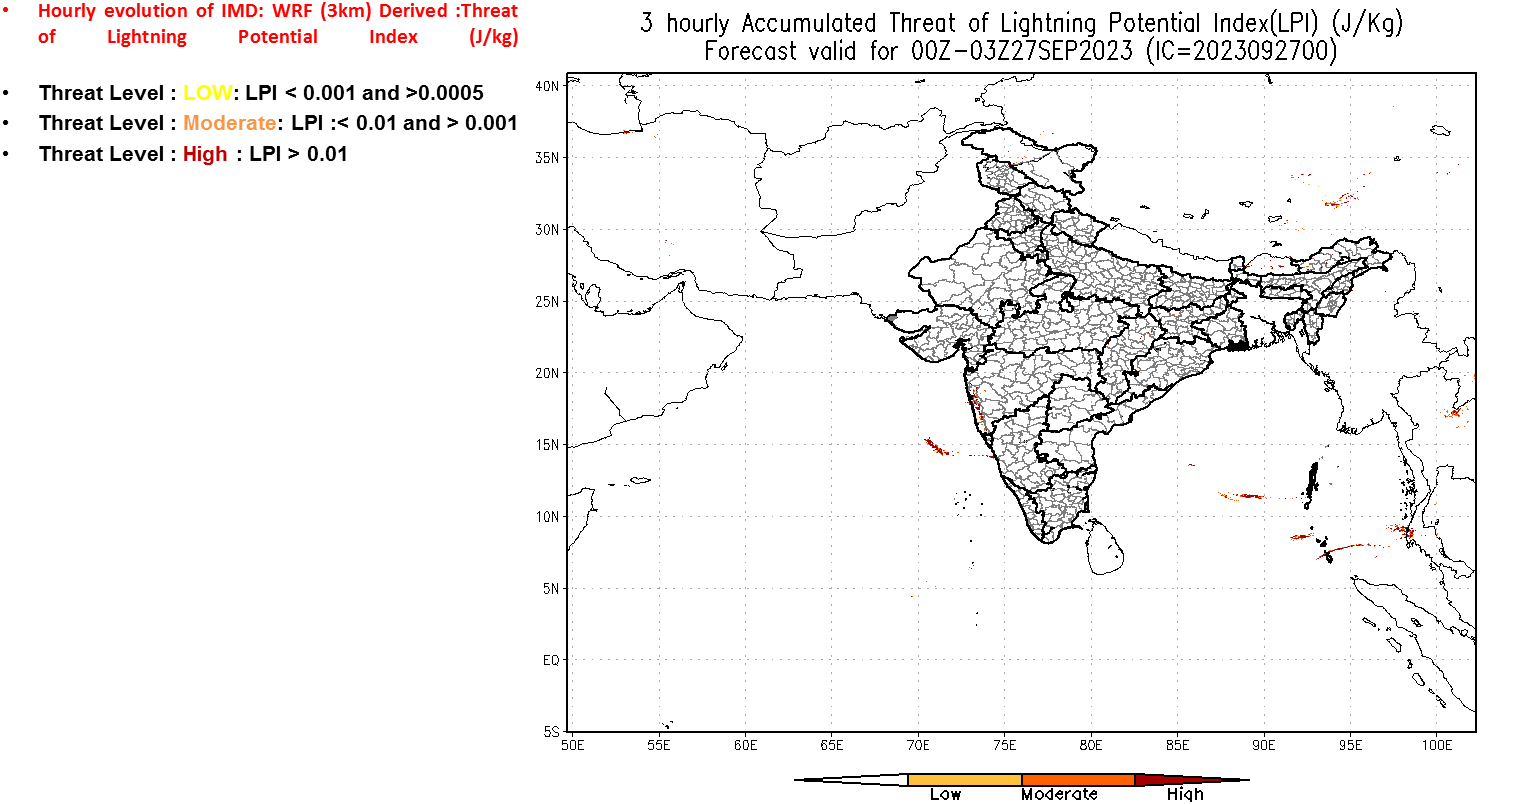 • Hourly evolution of IMD: WRF (3km) Derived :Threat
of Lightning Potential Index (J/kg)
• Threat Level : LOW: LPI < 0.001 and >0.0005
• Threat Level : Moderate: LPI :< 0.01 and > 0.001
• Threat Level : High : LPI > 0.01
3 hourly Accumulated Threat of Lightning Potential Index(LPI) (J/Kg)
Forecast valid for 00Z-03Z27SEP2023 (IC=2023092700)
40N
35N
30N
25N
20N
15N
10N
5N
EQ
5S
50E 55E 60E 65E 70E 75E 80E 85E 90E 95E 100E
Low Moderate High